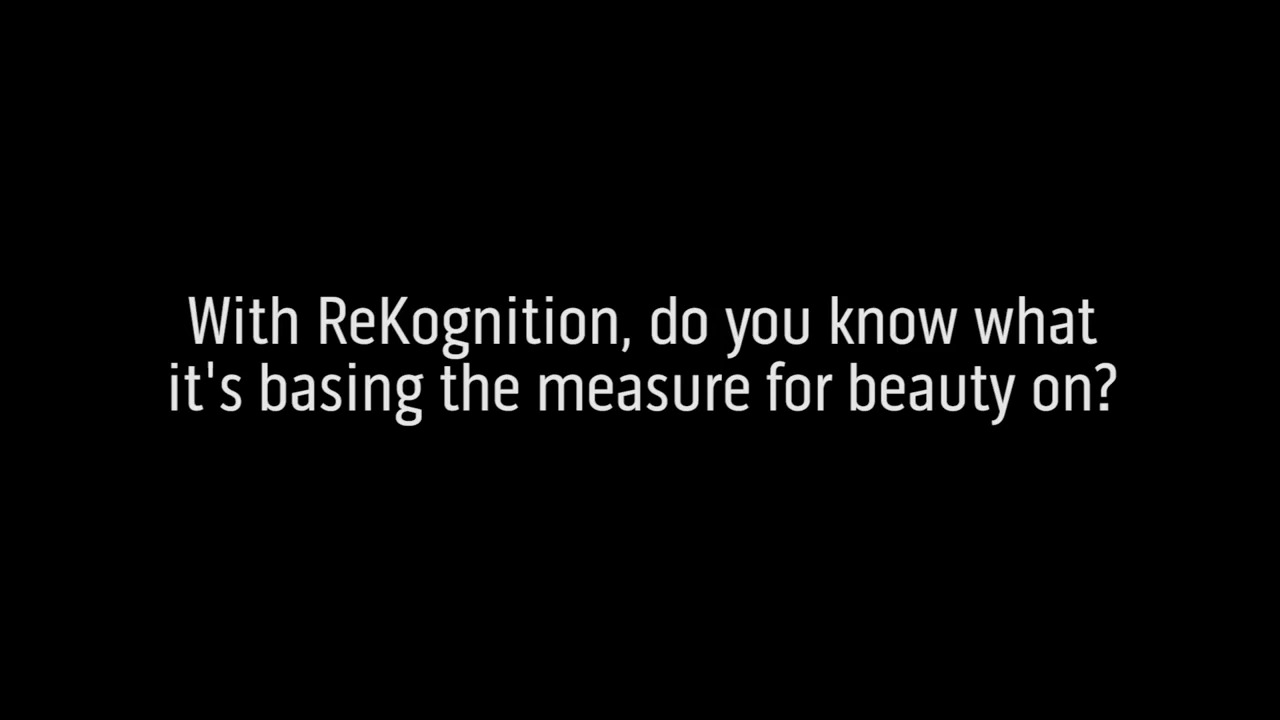 With ReKognition, do you know what
it's basing the measure for beauty on?